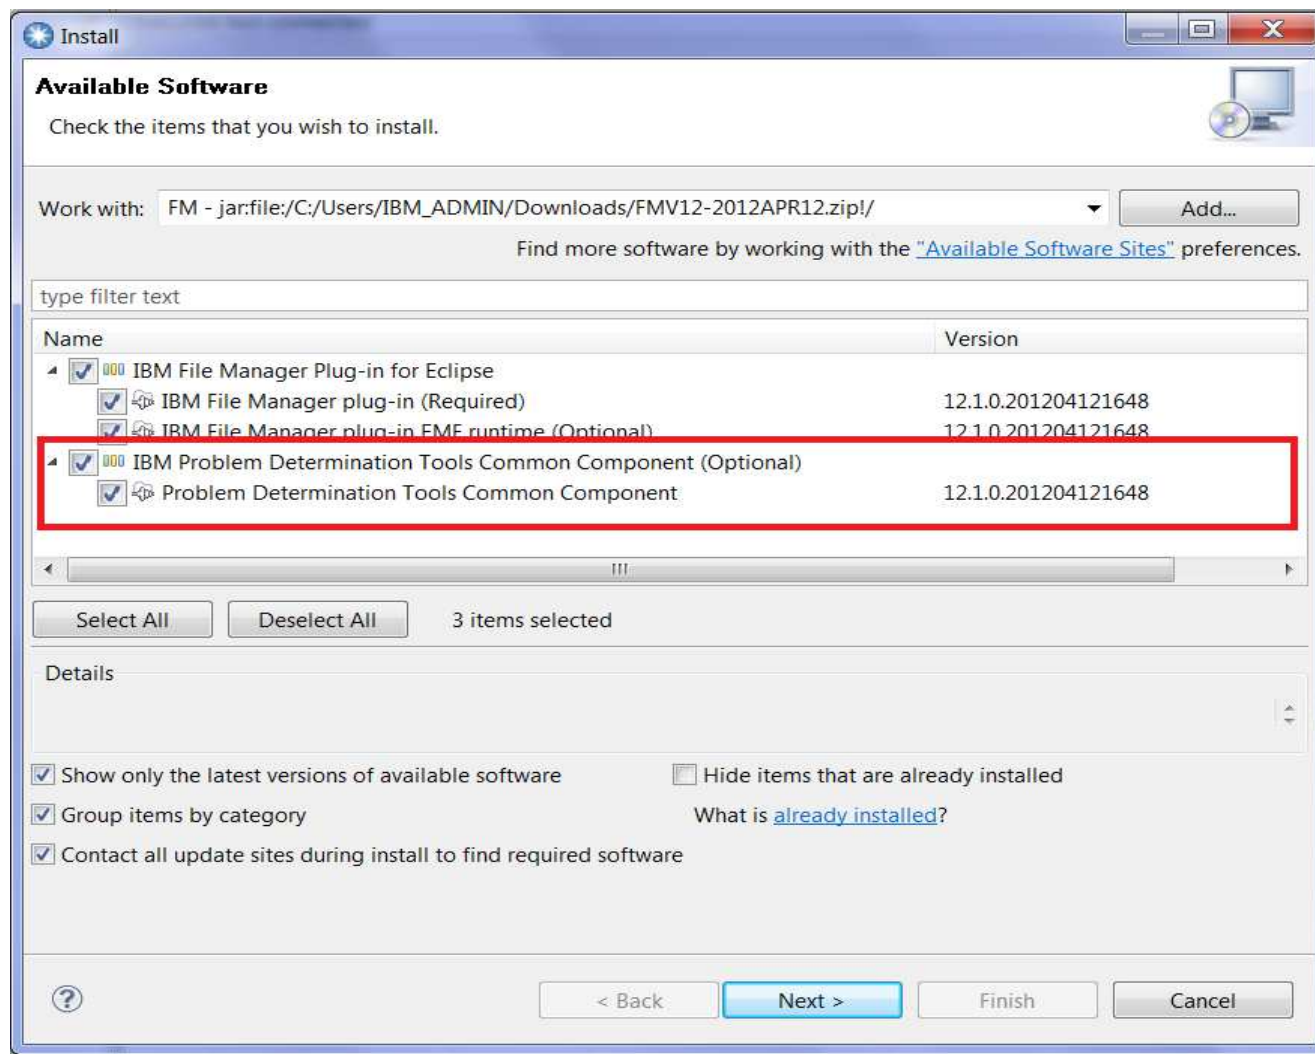 Install
Available Software
Check the items that you wish to install.
Work with: FM - jar:file:/C:/Users/IBM_ADMIN/Downloads/FMV12-2012APR12.zip!/ Add...
Find more software by working with the "Available Software Sites" preferences.
type filter text
Name Version
IBM File Manager Plug-in for Eclipse
IBM File Manager plug-in (Required) 12.1.0.201204121648
IBM File Manager plug-in EMF runtime (Optional) 12.1.0.201204121648
IBM Problem Determination Tools Common Component (Optional)
Problem Determination Tools Common Component 12.1.0.201204121648
Select All Deselect All 3 items selected
Details
Show only the latest versions of available software Hide items that are already installed
Group items by category What is already installed?
Contact all update sites during install to find required software
< Back Next > Finish Cancel